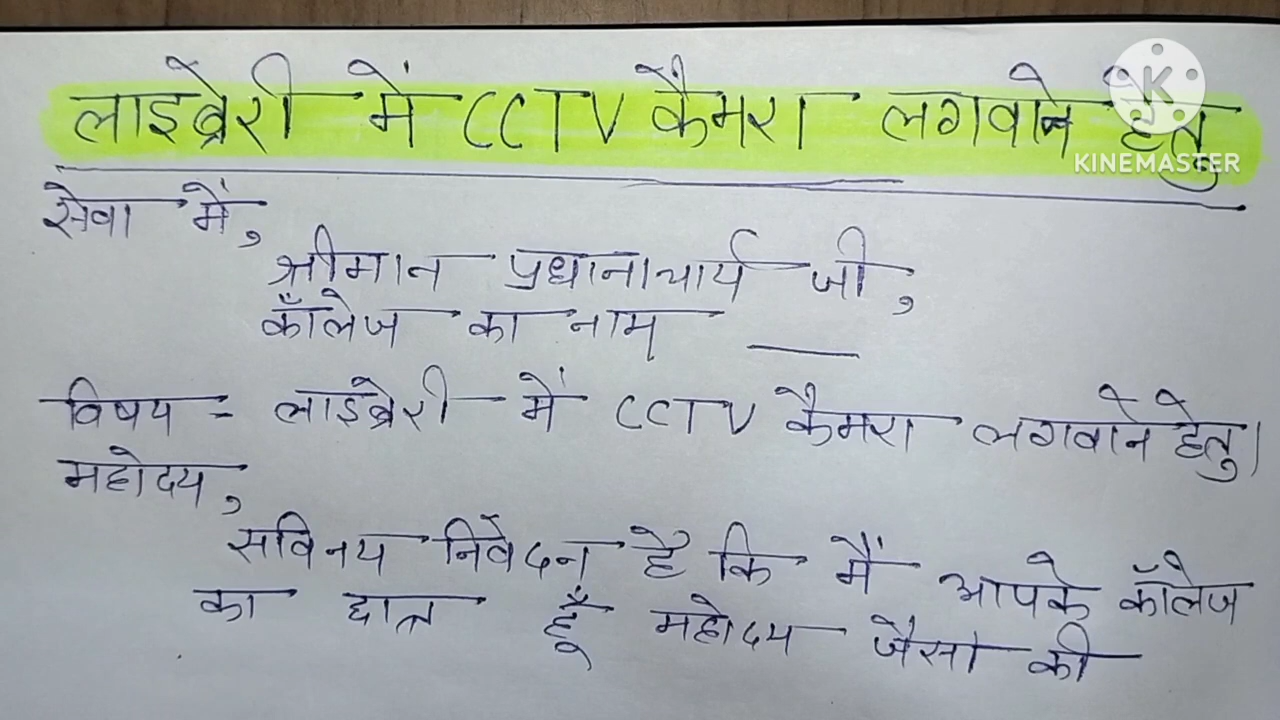 लाइब्रेरी में CCTV कैमरा लगवाने हेतु
KINEMASTER
सेवा में,
श्रीमान प्रधानाचार्य जी,
कॉलेज का नाम ____
विषय = लाइब्रेरी में CCTV कैमरा लगवाने हेतु।
महोदय,
सविनय निर्वेदन है कि मैं आपके कॉलेज
का छात्र हूँ महोदय जैसा की